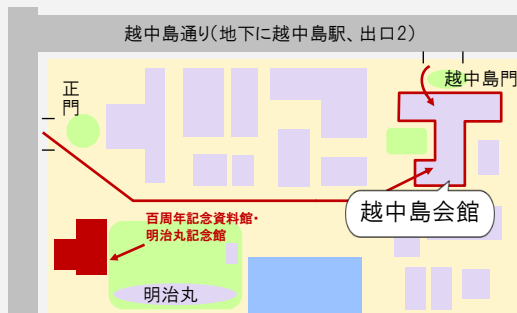 越中島通り(地下に越中島駅、出口2)
正門
越中島門
越中島会館
百周年記念資料館・
明治丸記念館
明治丸